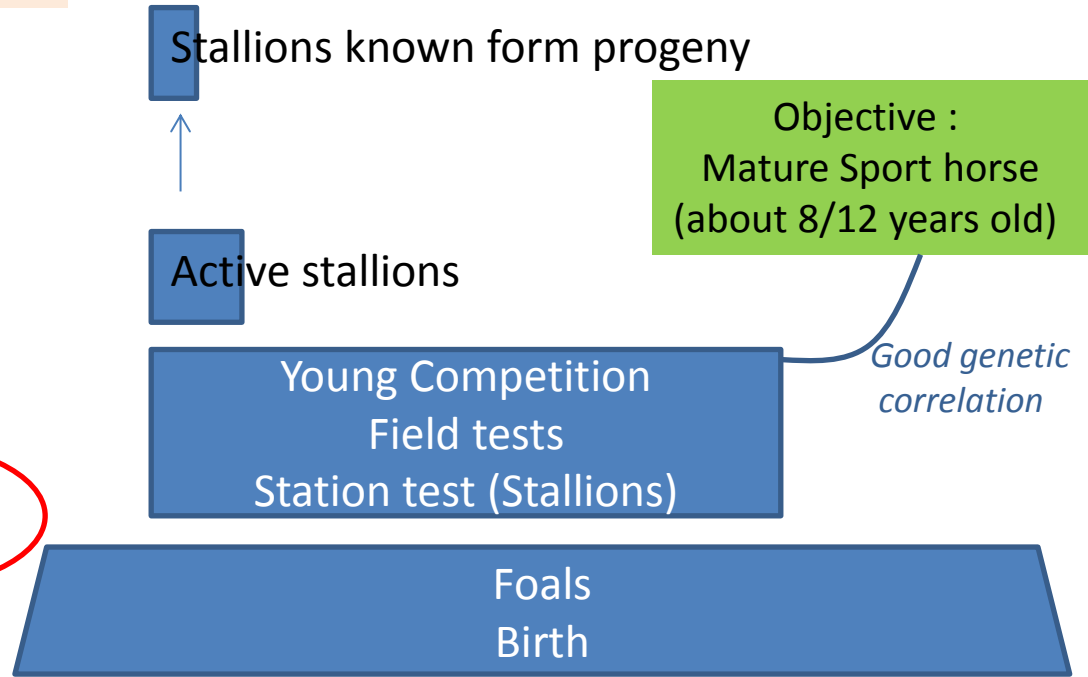 Stallions known form progeny
Objective :
Mature Sport horse
(about 8/12 years old)
Active stallions
Good genetic
correlation
Young Competition
Field tests
Station test (Stallions)
Foals
Birth